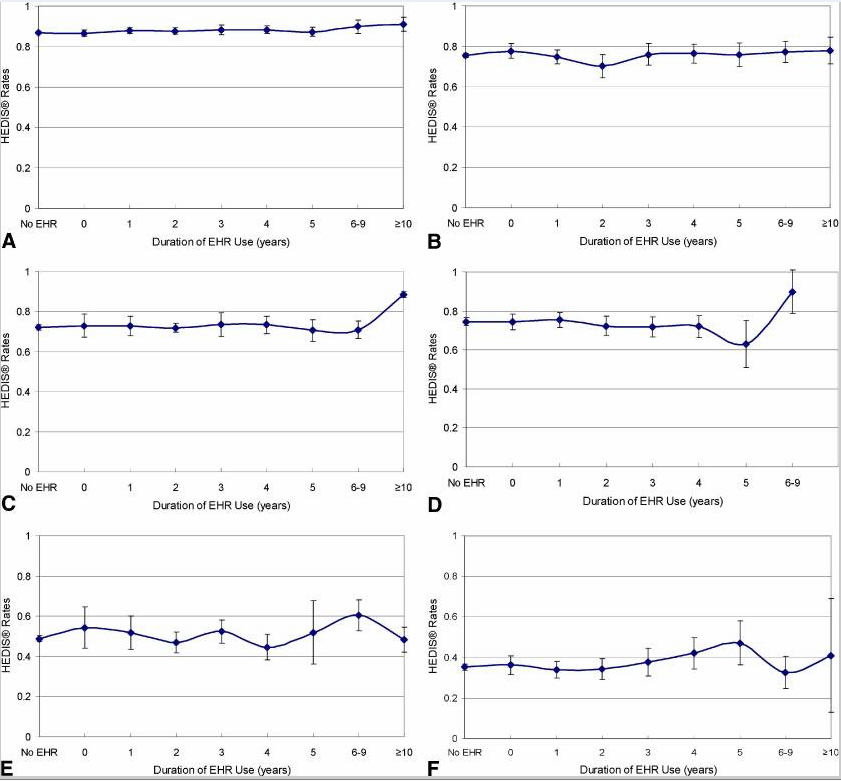 1
0.8
0.6
0.4
0.2
0
HEDIS® Rates
No EHR 0 1 2 3 4 5 6-9 ≥10
Duration of EHR Use (years)
A
1
0.8
0.6
0.4
0.2
0
HEDIS® Rates
No EHR 0 1 2 3 4 5 6-9 ≥10
Duration of EHR Use (years)
B
1
0.8
0.6
0.4
0.2
0
HEDIS® Rates
No EHR 0 1 2 3 4 5 6-9 ≥10
Duration of EHR Use (years)
C
1
0.8
0.6
0.4
0.2
0
HEDIS® Rates
No EHR 0 1 2 3 4 5 6-9
Duration of EHR Use (years)
D
1
0.8
0.6
0.4
0.2
0
HEDIS® Rates
No EHR 0 1 2 3 4 5 6-9 ≥10
Duration of EHR Use (years)
E
1
0.8
0.6
0.4
0.2
0
HEDIS® Rates
No EHR 0 1 2 3 4 5 6-9 ≥10
Duration of EHR Use (years)
F